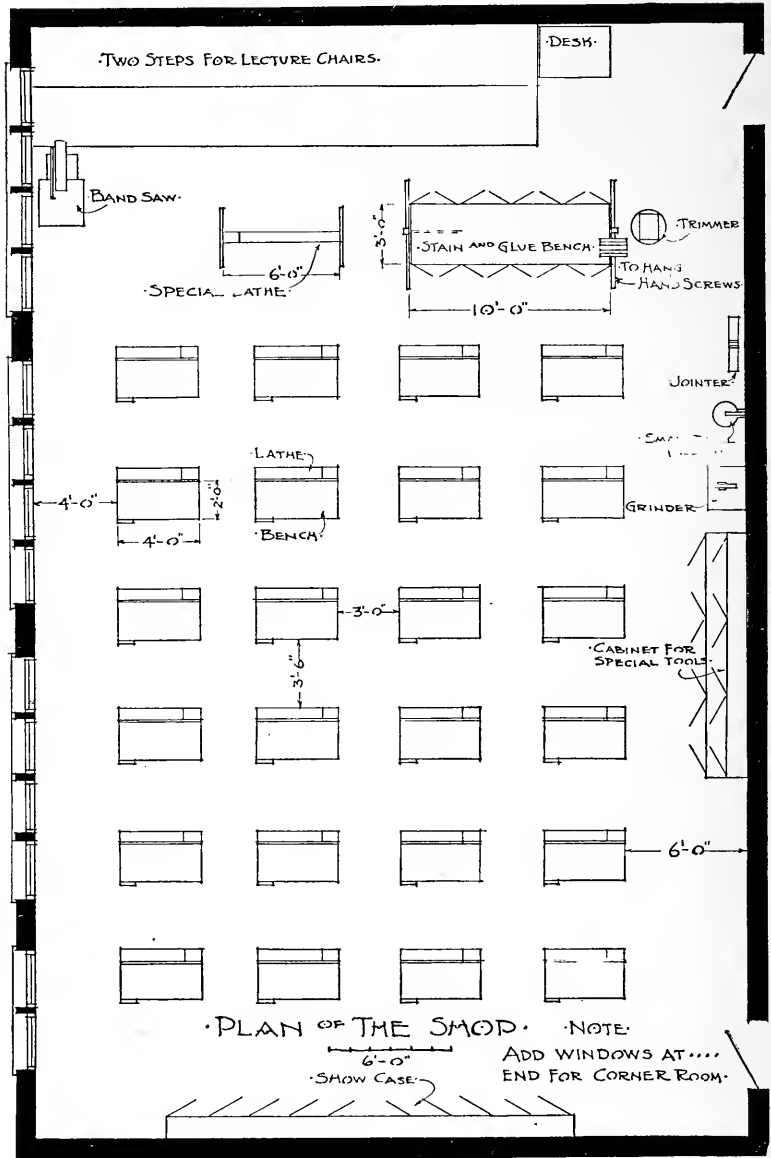 ·TWO STEPS FOR LECTURE CHAIRS·
·DESK·
BAND SAW·
3'-0"
·STAIN AND GLUE BENCH·
·TRIMMER
6'-0"
·TO HANG
HAND SCREWS
·SPECIAL LATHE·
10'-0"
JOINTER·
·LATHE·
4'-0"
2'-0"
GRINDER
4'-0"
·BENCH·
3'-0"
3'-6"
·CABINET FOR
SPECIAL TOOLS·
6'-0"
·PLAN OF THE SHOP·
·NOTE·
6'-0"
ADD WINDOWS AT ····
END FOR CORNER ROOM·
·SHOW CASE·